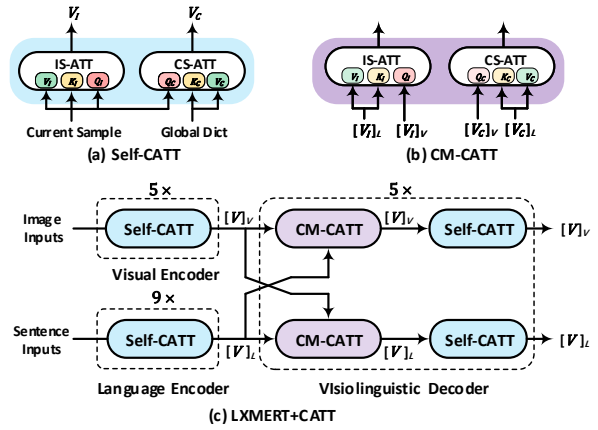 V_I V_C
IS-ATT CS-ATT IS-ATT CS-ATT
V_I K_I Q_I Q_C K_C V_C V_I K_I Q_I Q_C K_C V_C
Current Sample Global Dict [V_I]_L [V_I]_V [V_C]_V [V_C]_L
(a) Self-CATT (b) CM-CATT
5× 5×
Image Inputs Self-CATT [V]_V CM-CATT [V]_V Self-CATT [V]_V
Visual Encoder
9×
Sentence Inputs Self-CATT [V]_L CM-CATT [V]_L Self-CATT [V]_L
Language Encoder VIsiolinguistic Decoder
(c) LXMERT+CATT